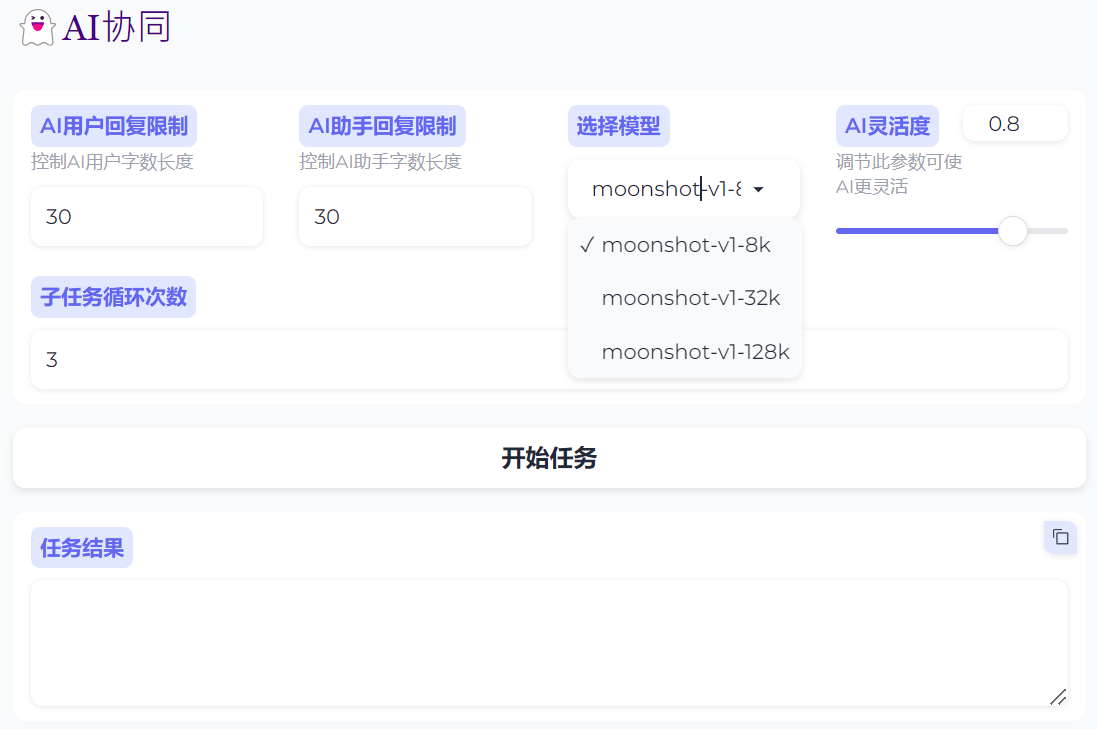 AI协同
AI用户回复限制
控制AI用户字数长度
30
AI助手回复限制
控制AI助手字数长度
30
选择模型
moonshot-v1-8
✓ moonshot-v1-8k
moonshot-v1-32k
moonshot-v1-128k
AI灵活度
0.8
调节此参数可使
AI更灵活
子任务循环次数
3
开始任务
任务结果